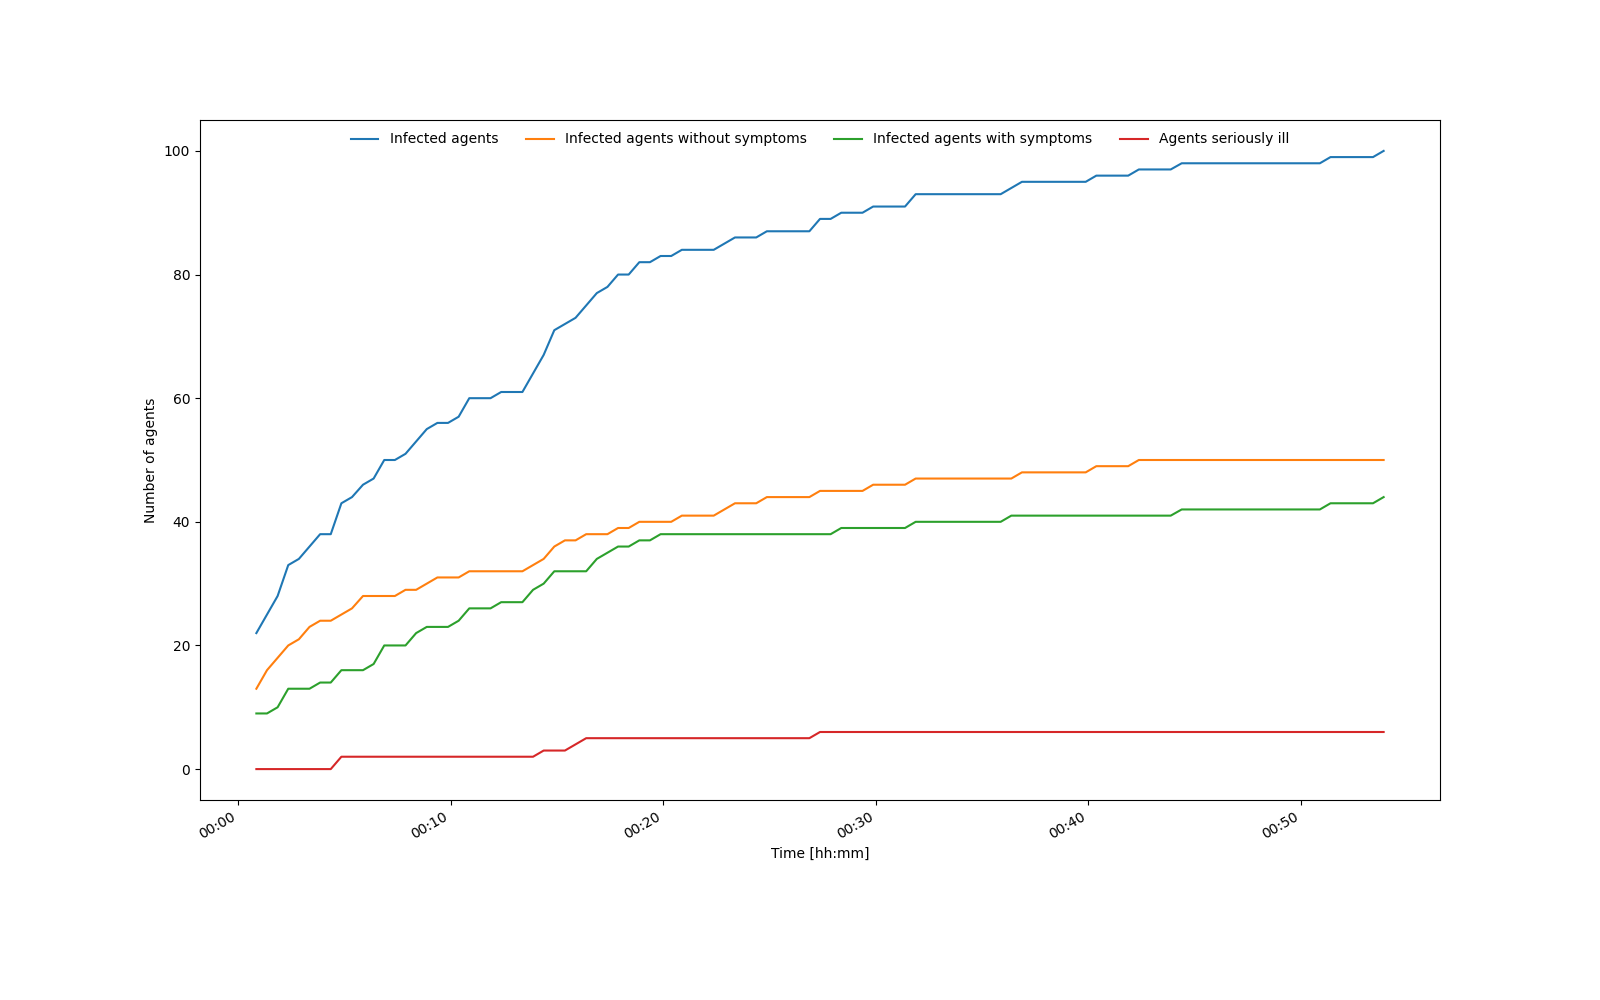 Infected agents
Infected agents without symptoms
Infected agents with symptoms
Agents seriously ill
100
80
60
40
20
0
Number of agents
00:00
00:10
00:20
00:30
00:40
00:50
Time [hh:mm]